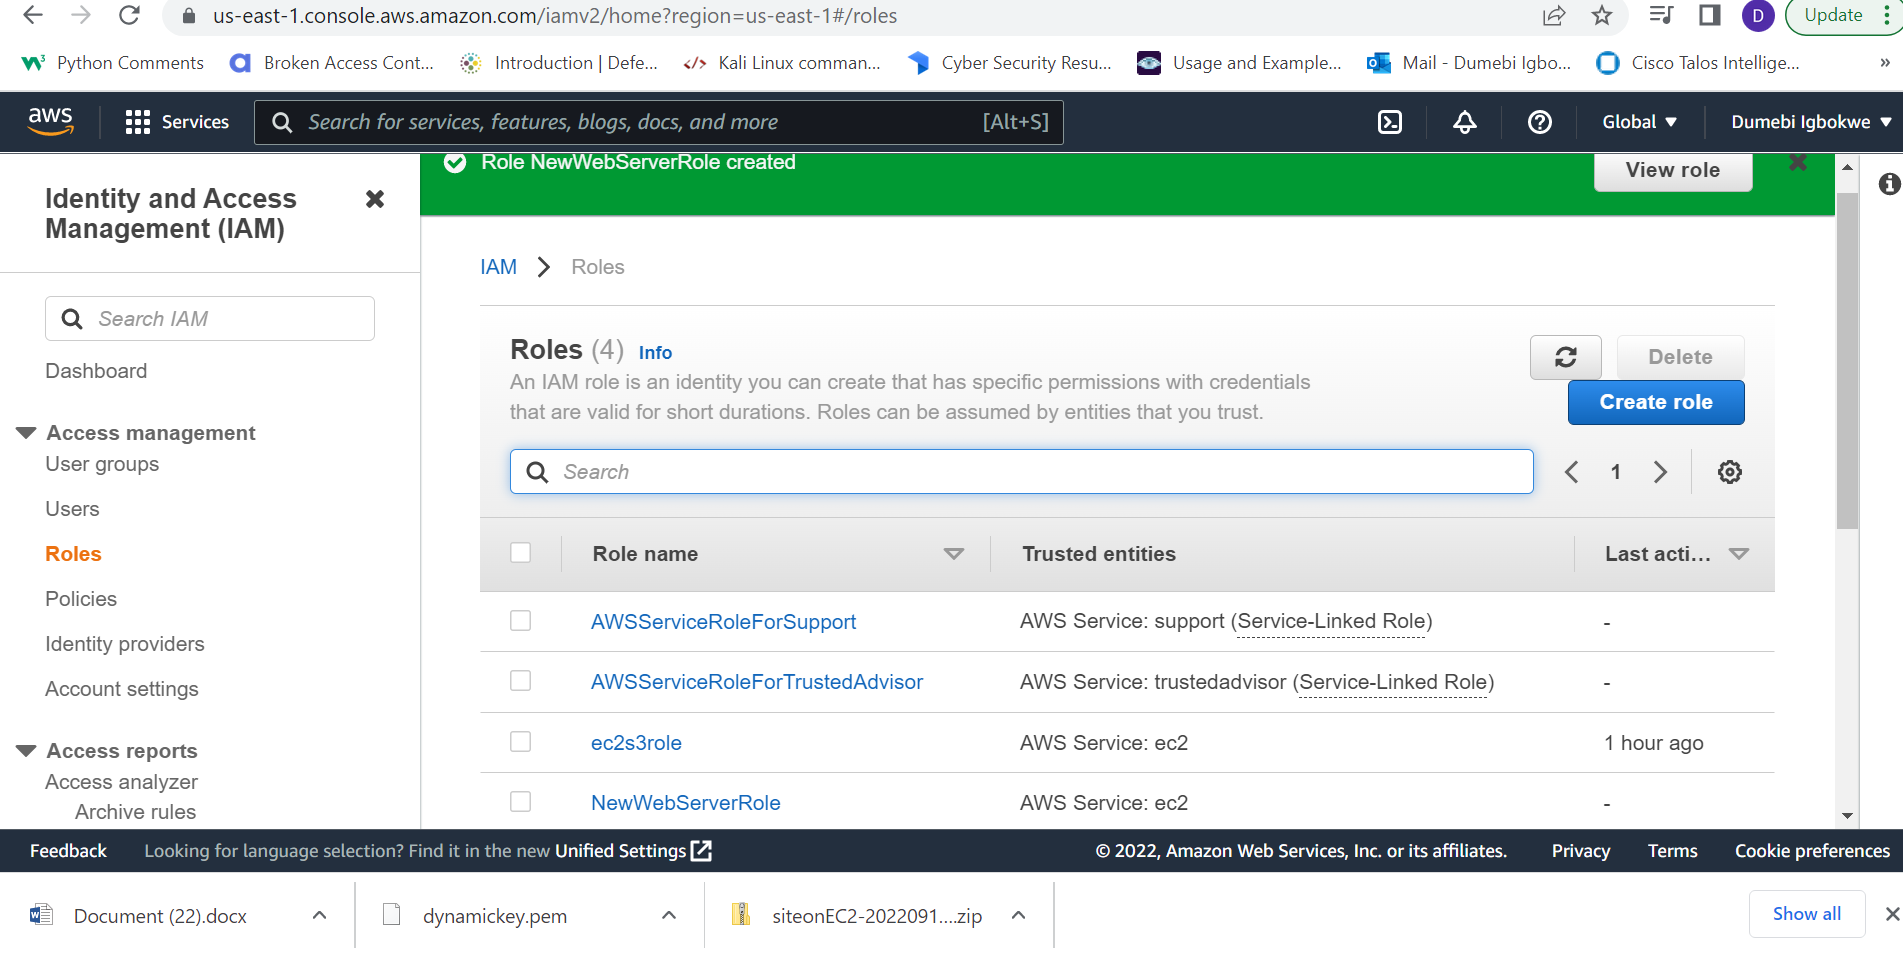 us-east-1.console.aws.amazon.com/iamv2/home?region=us-east-1#/roles
D
Update
Python Comments
Broken Access Cont...
Introduction | Defe...
Kali Linux comman...
Cyber Security Resu...
Usage and Example...
Mail - Dumebi Igbo...
Cisco Talos Intellige...
»
aws
Services
Search for services, features, blogs, docs, and more
[Alt+S]
Global
Dumebi Igbokwe
Role NewWebServerRole created
View role
Identity and Access
Management (IAM)
Search IAM
Dashboard
Access management
User groups
Users
Roles
Policies
Identity providers
Account settings
Access reports
Access analyzer
Archive rules
IAM > Roles
Roles (4) Info
An IAM role is an identity you can create that has specific permissions with credentials
that are valid for short durations. Roles can be assumed by entities that you trust.
Delete
Create role
Search
1
Role name
Trusted entities
Last acti...
AWSServiceRoleForSupport
AWS Service: support (Service-Linked Role)
-
AWSServiceRoleForTrustedAdvisor
AWS Service: trustedadvisor (Service-Linked Role)
-
ec2s3role
AWS Service: ec2
1 hour ago
NewWebServerRole
AWS Service: ec2
-
Feedback
Looking for language selection? Find it in the new Unified Settings
© 2022, Amazon Web Services, Inc. or its affiliates.
Privacy
Terms
Cookie preferences
Document (22).docx
dynamickey.pem
siteonEC2-2022091....zip
Show all